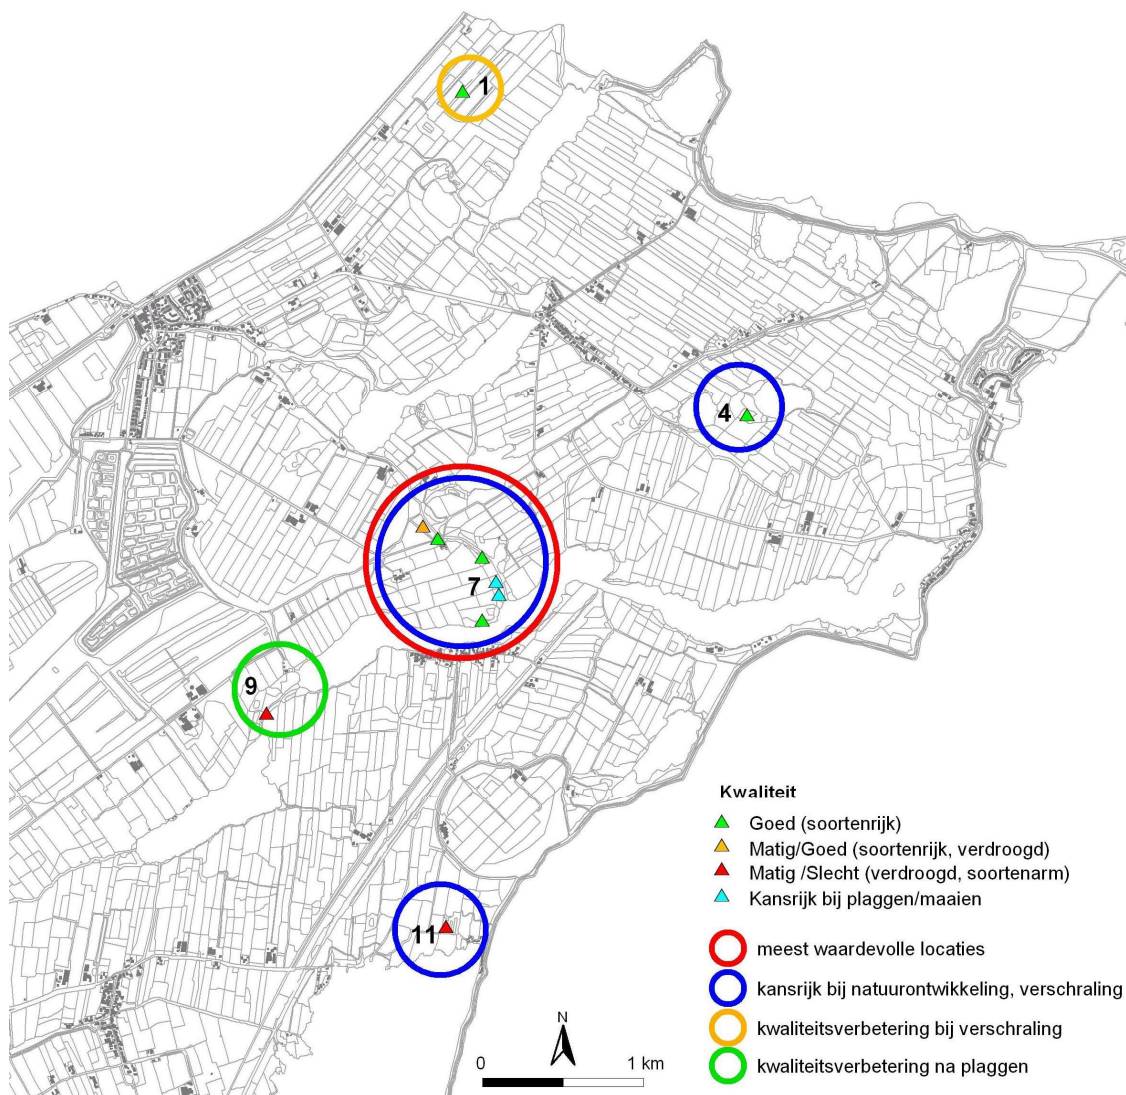 1
4
7
9
11
Kwaliteit
Goed (soortenrijk)
Matig/Goed (soortenrijk, verdroogd)
Matig /Slecht (verdroogd, soortenarm)
Kansrijk bij plaggen/maaien
meest waardevolle locaties
kansrijk bij natuurontwikkeling, verschraling
kwaliteitsverbetering bij verschraling
kwaliteitsverbetering na plaggen
N
0 1 km